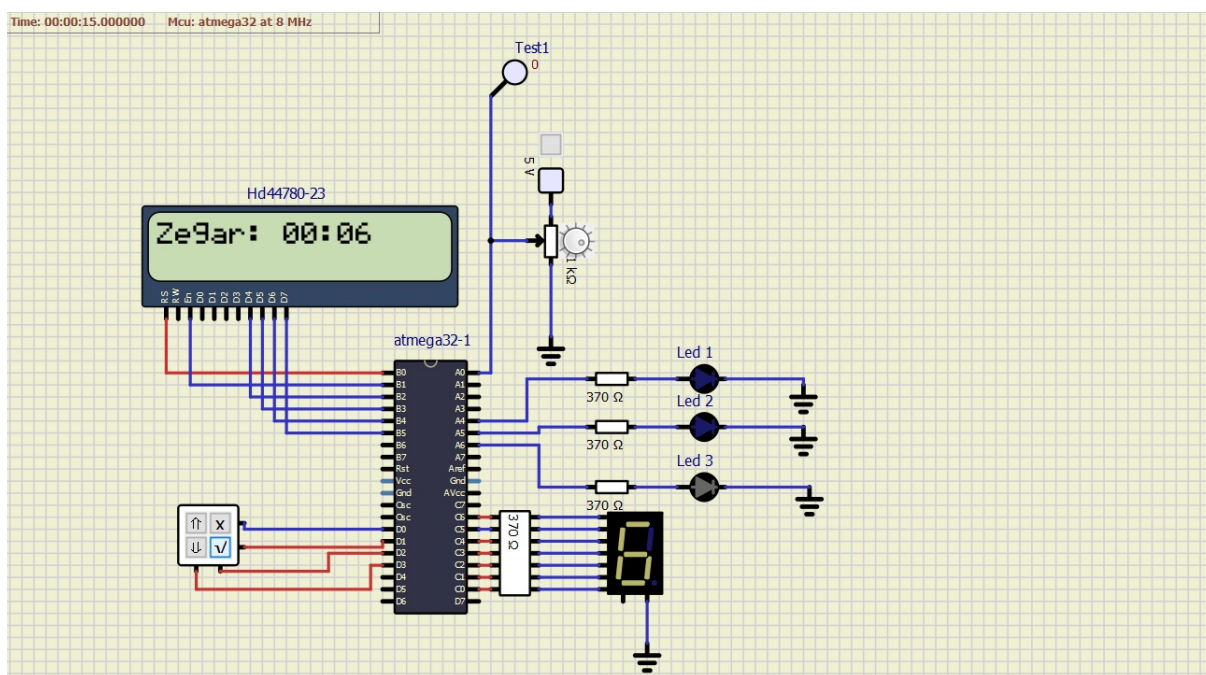 Time: 00:00:15.000000 Mcu: atmega32 at 8 MHz
Test1
0
5 V
Hd44780-23
Zegar: 00:06
1 kΩ
RS RW En D0 D1 D2 D3 D4 D5 D6 D7
atmega32-1
B0 A0
B1 A1
B2 A2
B3 A3
B4 A4
B5 A5
B6 A6
B7 A7
Rst Aref
Vcc Gnd
Gnd AVcc
Osc C7
Osc C6
D0 C5
D1 C4
D2 C3
D3 C2
D4 C1
D5 C0
D6 D7
Led 1
370 Ω
Led 2
370 Ω
Led 3
370 Ω
370 Ω
X